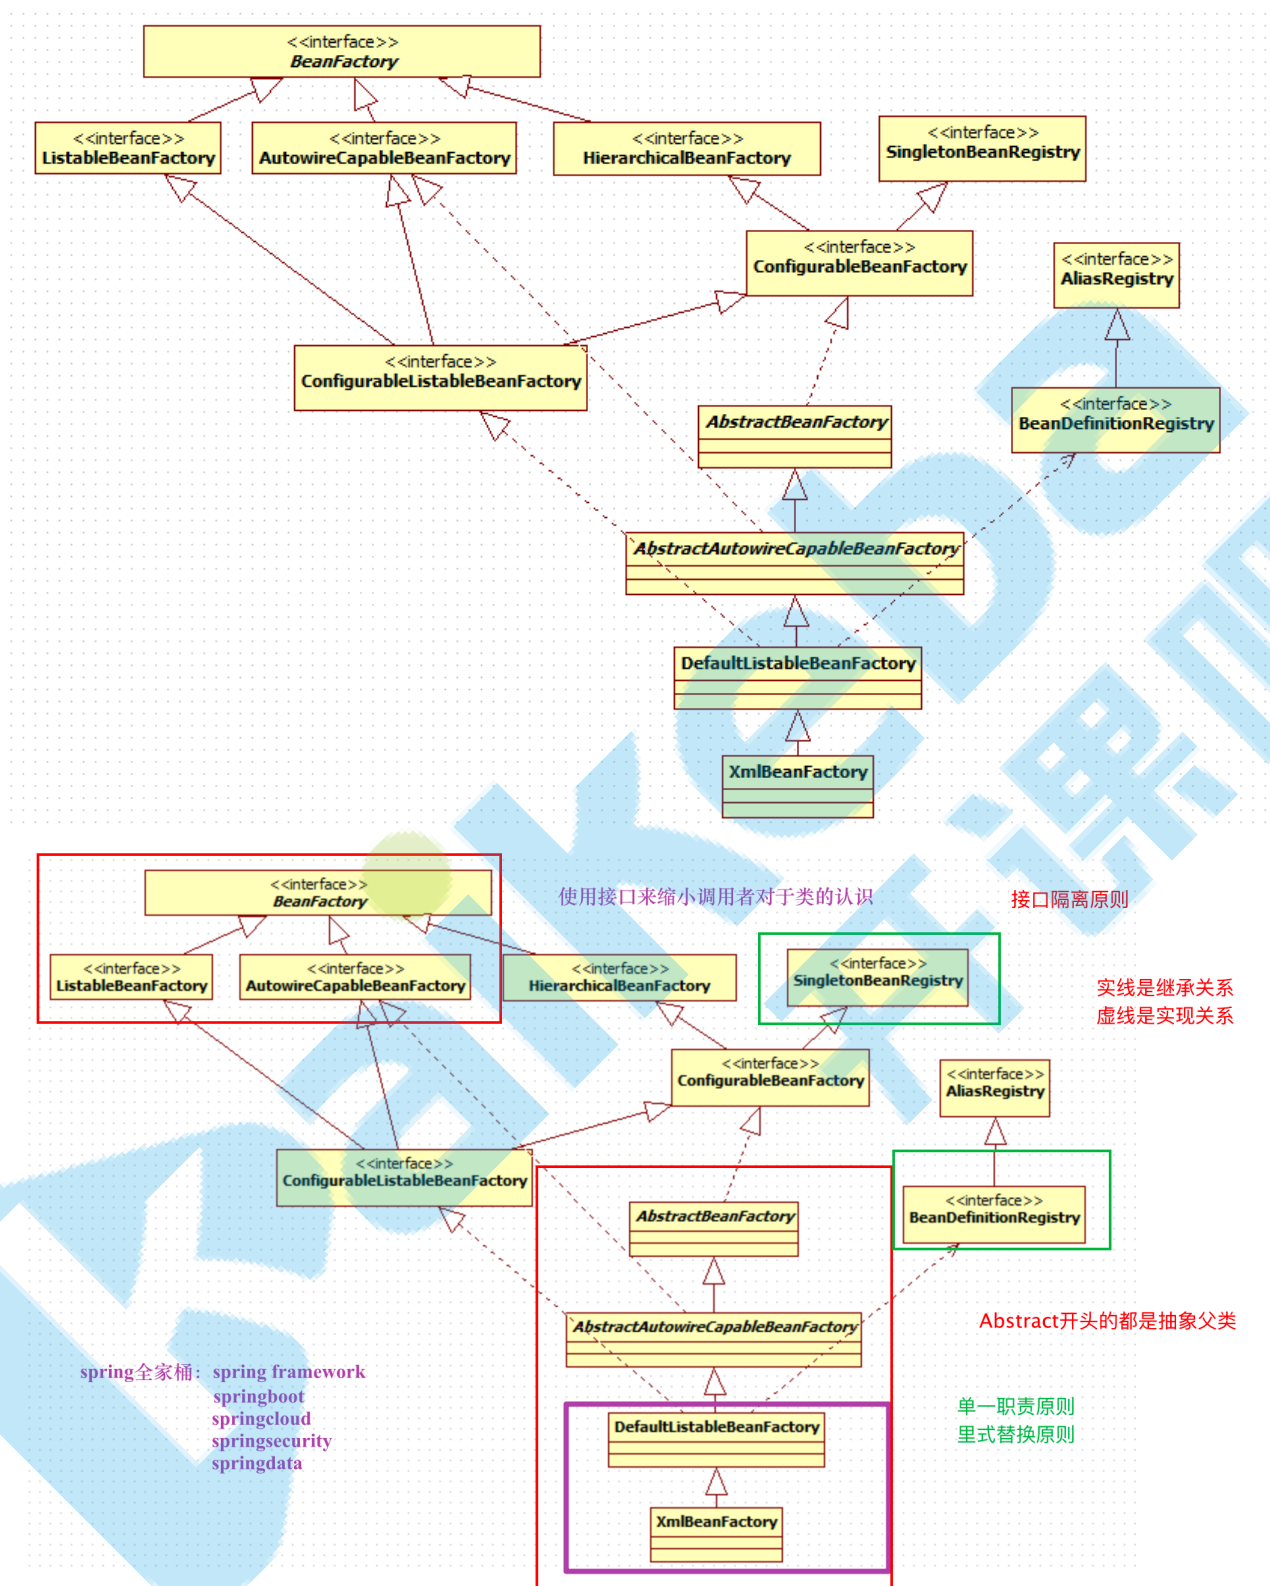 <<interface>>
BeanFactory
<<interface>>
ListableBeanFactory
<<interface>>
AutowireCapableBeanFactory
<<interface>>
HierarchicalBeanFactory
<<interface>>
SingletonBeanRegistry
<<interface>>
ConfigurableBeanFactory
<<interface>>
AliasRegistry
<<interface>>
ConfigurableListableBeanFactory
AbstractBeanFactory
<<interface>>
BeanDefinitionRegistry
AbstractAutowireCapableBeanFactory
DefaultListableBeanFactory
XmlBeanFactory
kaikeba
开课吧
<<interface>>
BeanFactory
使用接口来缩小调用者对于类的认识
接口隔离原则
<<interface>>
ListableBeanFactory
<<interface>>
AutowireCapableBeanFactory
<<interface>>
HierarchicalBeanFactory
<<interface>>
SingletonBeanRegistry
实线是继承关系
虚线是实现关系
<<interface>>
ConfigurableBeanFactory
<<interface>>
AliasRegistry
<<interface>>
ConfigurableListableBeanFactory
AbstractBeanFactory
<<interface>>
BeanDefinitionRegistry
AbstractAutowireCapableBeanFactory
Abstract开头的都是抽象父类
spring全家桶：spring framework
springboot
springcloud
springsecurity
springdata
DefaultListableBeanFactory
单一职责原则
里式替换原则
XmlBeanFactory